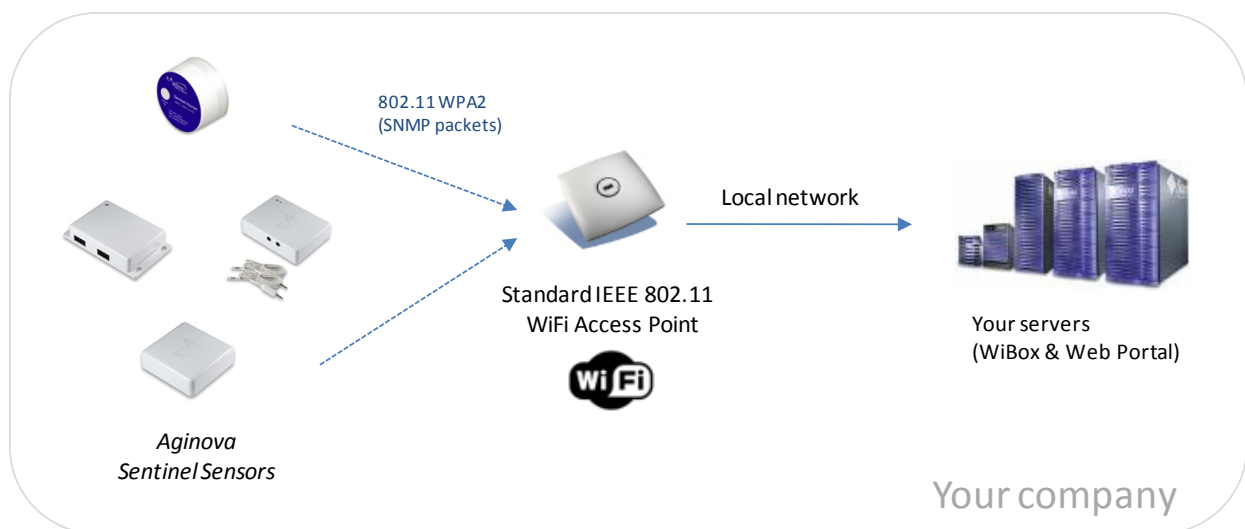 802.11 WPA2
(SNMP packets)
Local network
Standard IEEE 802.11
WiFi Access Point
Wi Fi
Your servers
(WiBox & Web Portal)
Aginova
Sentinel Sensors
Your company